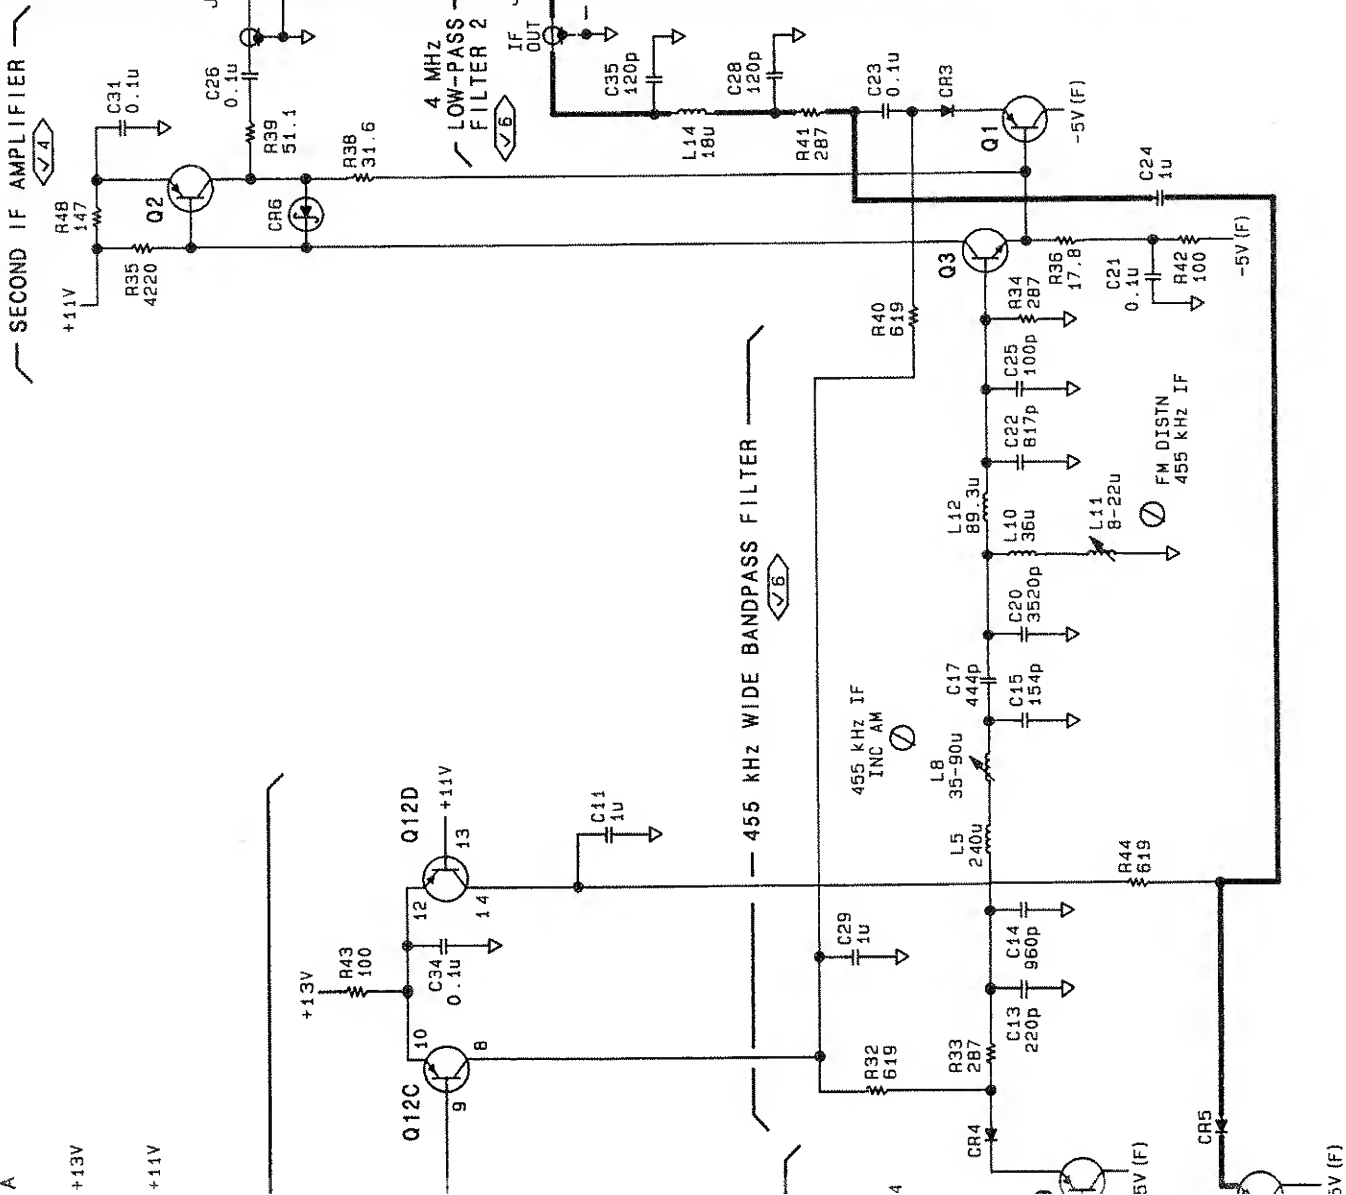 SECOND IF AMPLIFIER
√4
+11V
R48
147
R35
4220
C31
0.1u
Q2
C26
0.1u
R39
51.1
CR6
R38
31.6
4 MHz
LOW-PASS
FILTER 2
√6
IF
OUT
C35
120p
L14
18u
C28
120p
R41
287
C23
0.1u
CR3
Q1
-5V(F)
C24
1u
Q3
R36
17.8
C21
0.1u
R42
100
-5V(F)
R40
619
R34
287
C25
100p
C22
817p
L12
89.3u
L10
36u
L11
8-22u
FM DISTN
455 kHz IF
C20
3520p
C17
444p
C15
154p
455 kHz IF
INC AM
L8
35-90u
L5
240u
455 kHz WIDE BANDPASS FILTER
√6
R44
619
C14
960p
C13
220p
R33
287
R32
619
C29
1u
CR4
CR5
5V(F)
5V(F)
4
Q12D
+11V
13
12
14
C11
1u
+13V
R43
100
C34
0.1u
10
8
9
Q12C
A
+13V
+11V